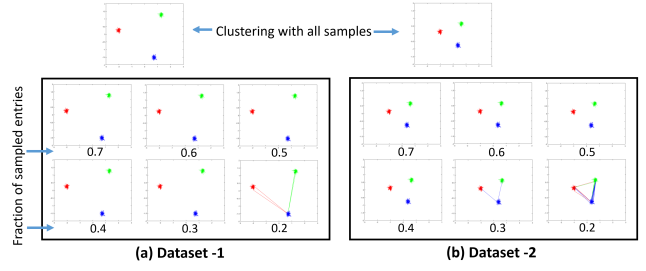 Clustering with all samples
Fraction of sampled entries
0.7 0.6 0.5 0.7 0.6 0.5
0.4 0.3 0.2 0.4 0.3 0.2
(a) Dataset -1 (b) Dataset -2